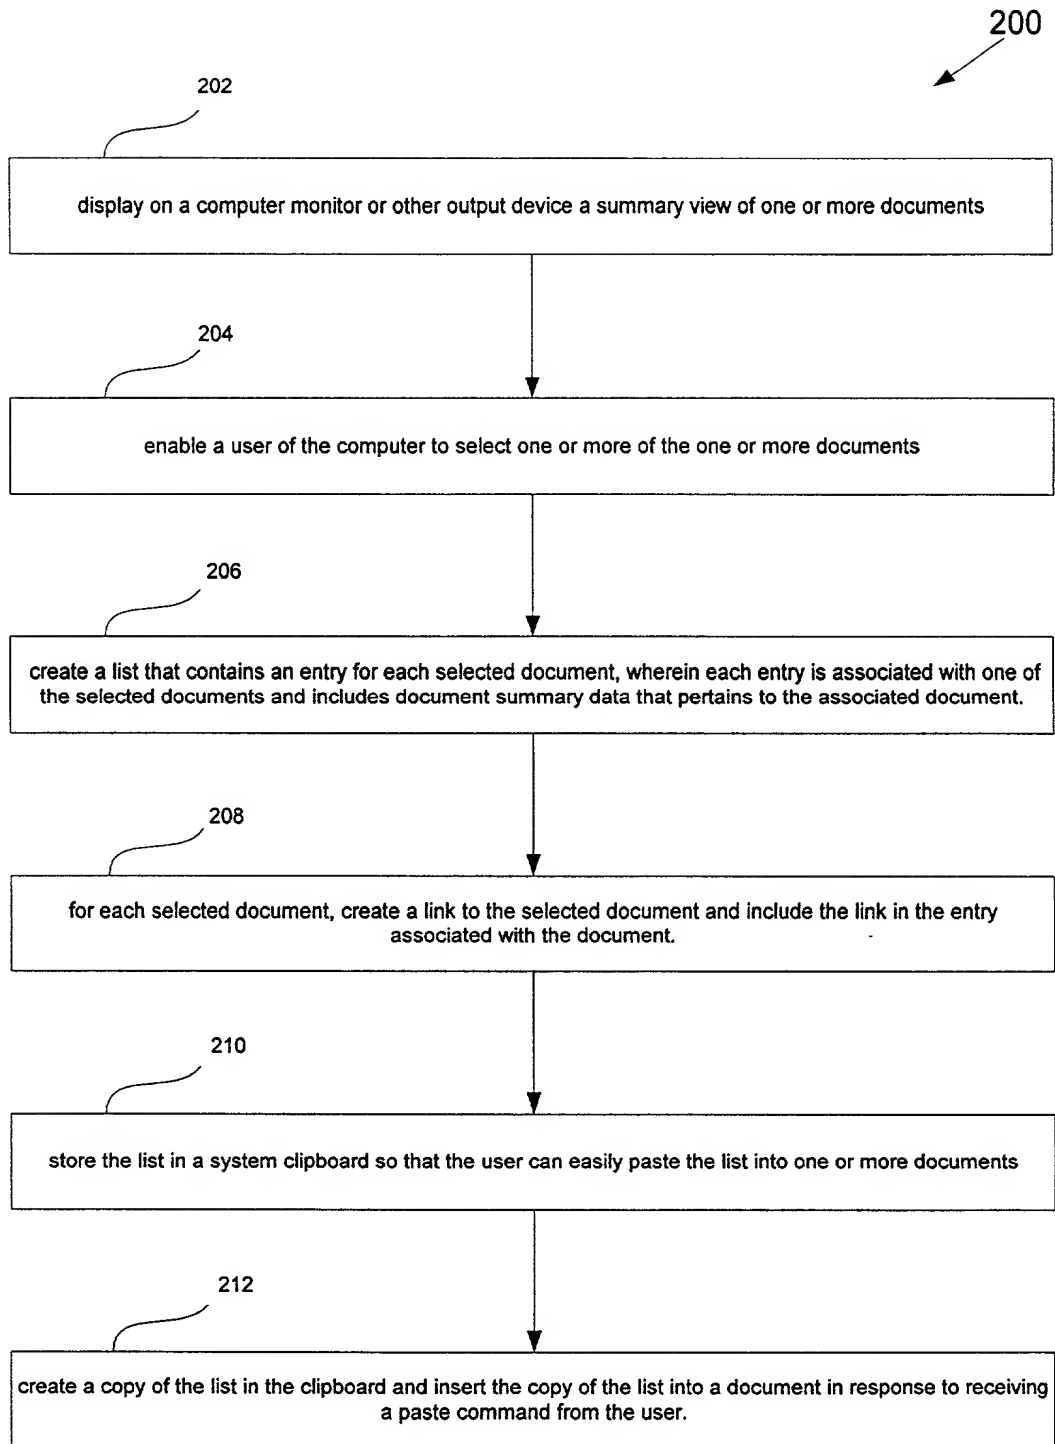 200
202
display on a computer monitor or other output device a summary view of one or more documents
204
enable a user of the computer to select one or more of the one or more documents
206
create a list that contains an entry for each selected document, wherein each entry is associated with one of
the selected documents and includes document summary data that pertains to the associated document.
208
for each selected document, create a link to the selected document and include the link in the entry
associated with the document.
210
store the list in a system clipboard so that the user can easily paste the list into one or more documents
212
create a copy of the list in the clipboard and insert the copy of the list into a document in response to receiving
a paste command from the user.